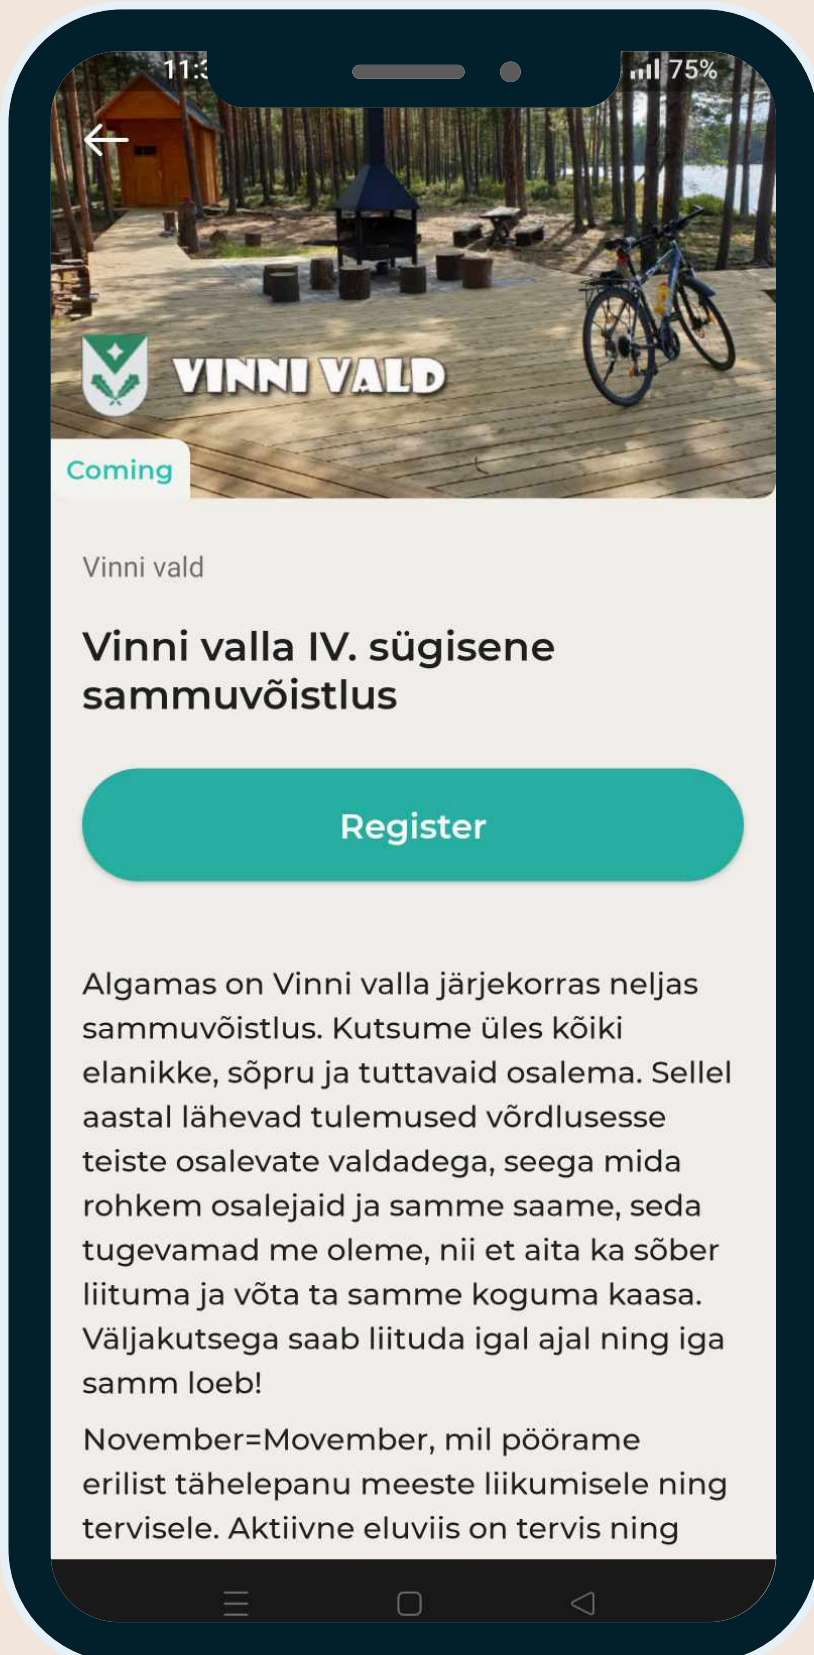 75%
VINNI VALD
Coming
Vinni vald
Vinni valla IV. sügisene
sammuvõistlus
Register
Algamas on Vinni valla järjekorras neljas
sammuvõistlus. Kutsume üles kõiki
elanikke, sõpru ja tuttavaid osalema. Sellel
aastal lähevad tulemused võrdlusesse
teiste osalevate valdadega, seega mida
rohkem osalejaid ja samme saame, seda
tugevamad me oleme, nii et aita ka sõber
liituma ja võta ta samme koguma kaasa.
Väljakutsega saab liituda igal ajal ning iga
samm loeb!
November=Movember, mil pöörame
erilist tähelepanu meeste liikumisele ning
tervisele. Aktiivne eluviis on tervis ning